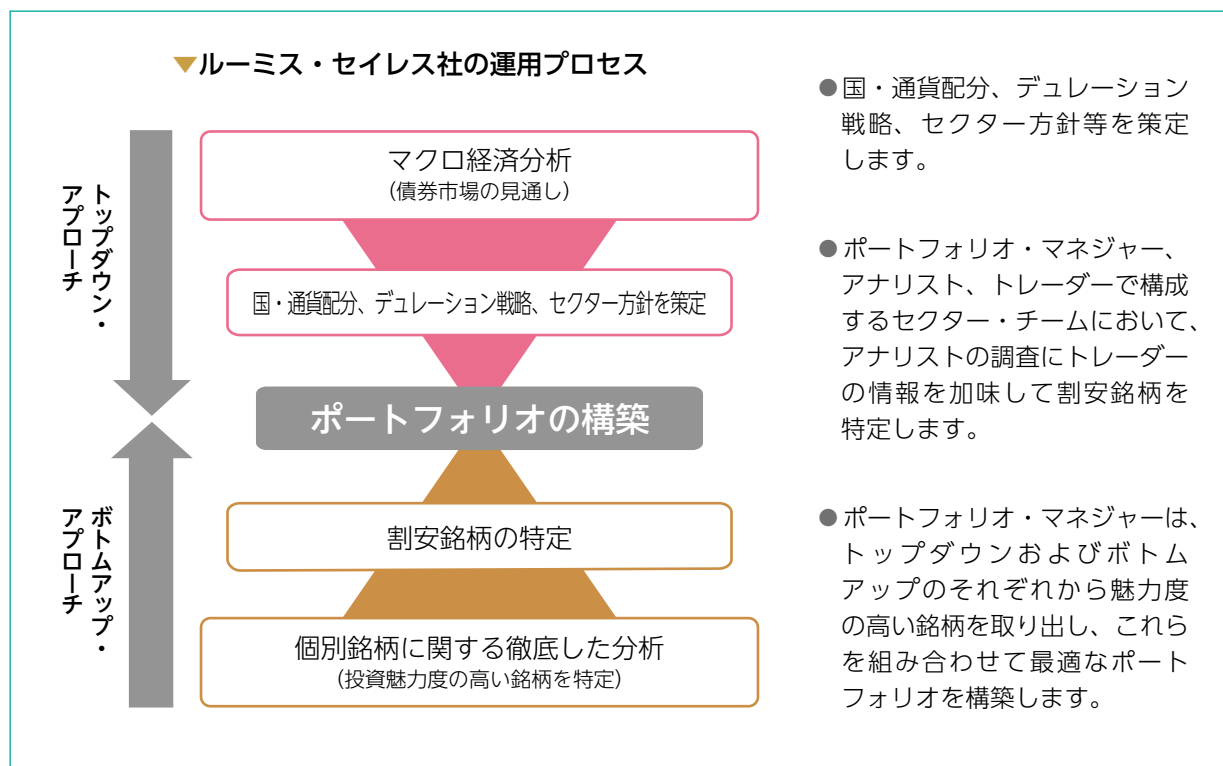 ▼ルーミス・セイレス社の運用プロセス
トップダウン・
アプローチ
マクロ経済分析
(債券市場の見通し)
国・通貨配分、デュレーション戦略、セクター方針を策定
ポートフォリオの構築
ボトムアップ・
アプローチ
割安銘柄の特定
個別銘柄に関する徹底した分析
(投資魅力度の高い銘柄を特定)
●国・通貨配分、デュレーション
戦略、セクター方針等を策定
します。
●ポートフォリオ・マネジャー、
アナリスト、トレーダーで構成
するセクター・チームにおいて、
アナリストの調査にトレーダー
の情報を加味して割安銘柄を
特定します。
●ポートフォリオ・マネジャーは、
トップダウンおよびボトム
アップのそれぞれから魅力度
の高い銘柄を取り出し、これら
を組み合わせて最適なポート
フォリオを構築します。